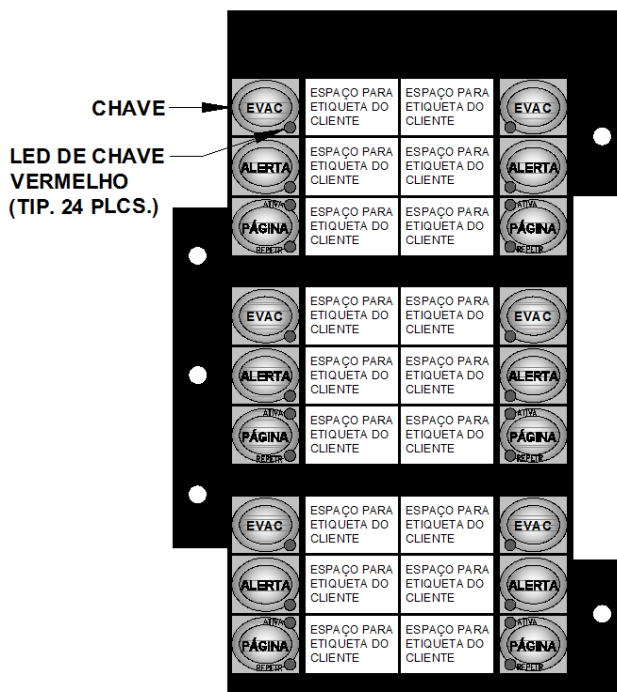 CHAVE
LED DE CHAVE
VERMELHO
(TIP. 24 PLCS.)
EVAC
ESPAÇO PARA
ETIQUETA DO
CLIENTE
ESPAÇO PARA
ETIQUETA DO
CLIENTE
EVAC
ALERTA
ESPAÇO PARA
ETIQUETA DO
CLIENTE
ESPAÇO PARA
ETIQUETA DO
CLIENTE
ALERTA
ATIVA
PÁGINA
REPETIR
ESPAÇO PARA
ETIQUETA DO
CLIENTE
ESPAÇO PARA
ETIQUETA DO
CLIENTE
ATIVA
PÁGINA
REPETIR
EVAC
ESPAÇO PARA
ETIQUETA DO
CLIENTE
ESPAÇO PARA
ETIQUETA DO
CLIENTE
EVAC
ALERTA
ESPAÇO PARA
ETIQUETA DO
CLIENTE
ESPAÇO PARA
ETIQUETA DO
CLIENTE
ALERTA
ATIVA
PÁGINA
REPETIR
ESPAÇO PARA
ETIQUETA DO
CLIENTE
ESPAÇO PARA
ETIQUETA DO
CLIENTE
ATIVA
PÁGINA
REPETIR
EVAC
ESPAÇO PARA
ETIQUETA DO
CLIENTE
ESPAÇO PARA
ETIQUETA DO
CLIENTE
EVAC
ALERTA
ESPAÇO PARA
ETIQUETA DO
CLIENTE
ESPAÇO PARA
ETIQUETA DO
CLIENTE
ALERTA
ATIVA
PÁGINA
REPETIR
ESPAÇO PARA
ETIQUETA DO
CLIENTE
ESPAÇO PARA
ETIQUETA DO
CLIENTE
ATIVA
PÁGINA
REPETIR